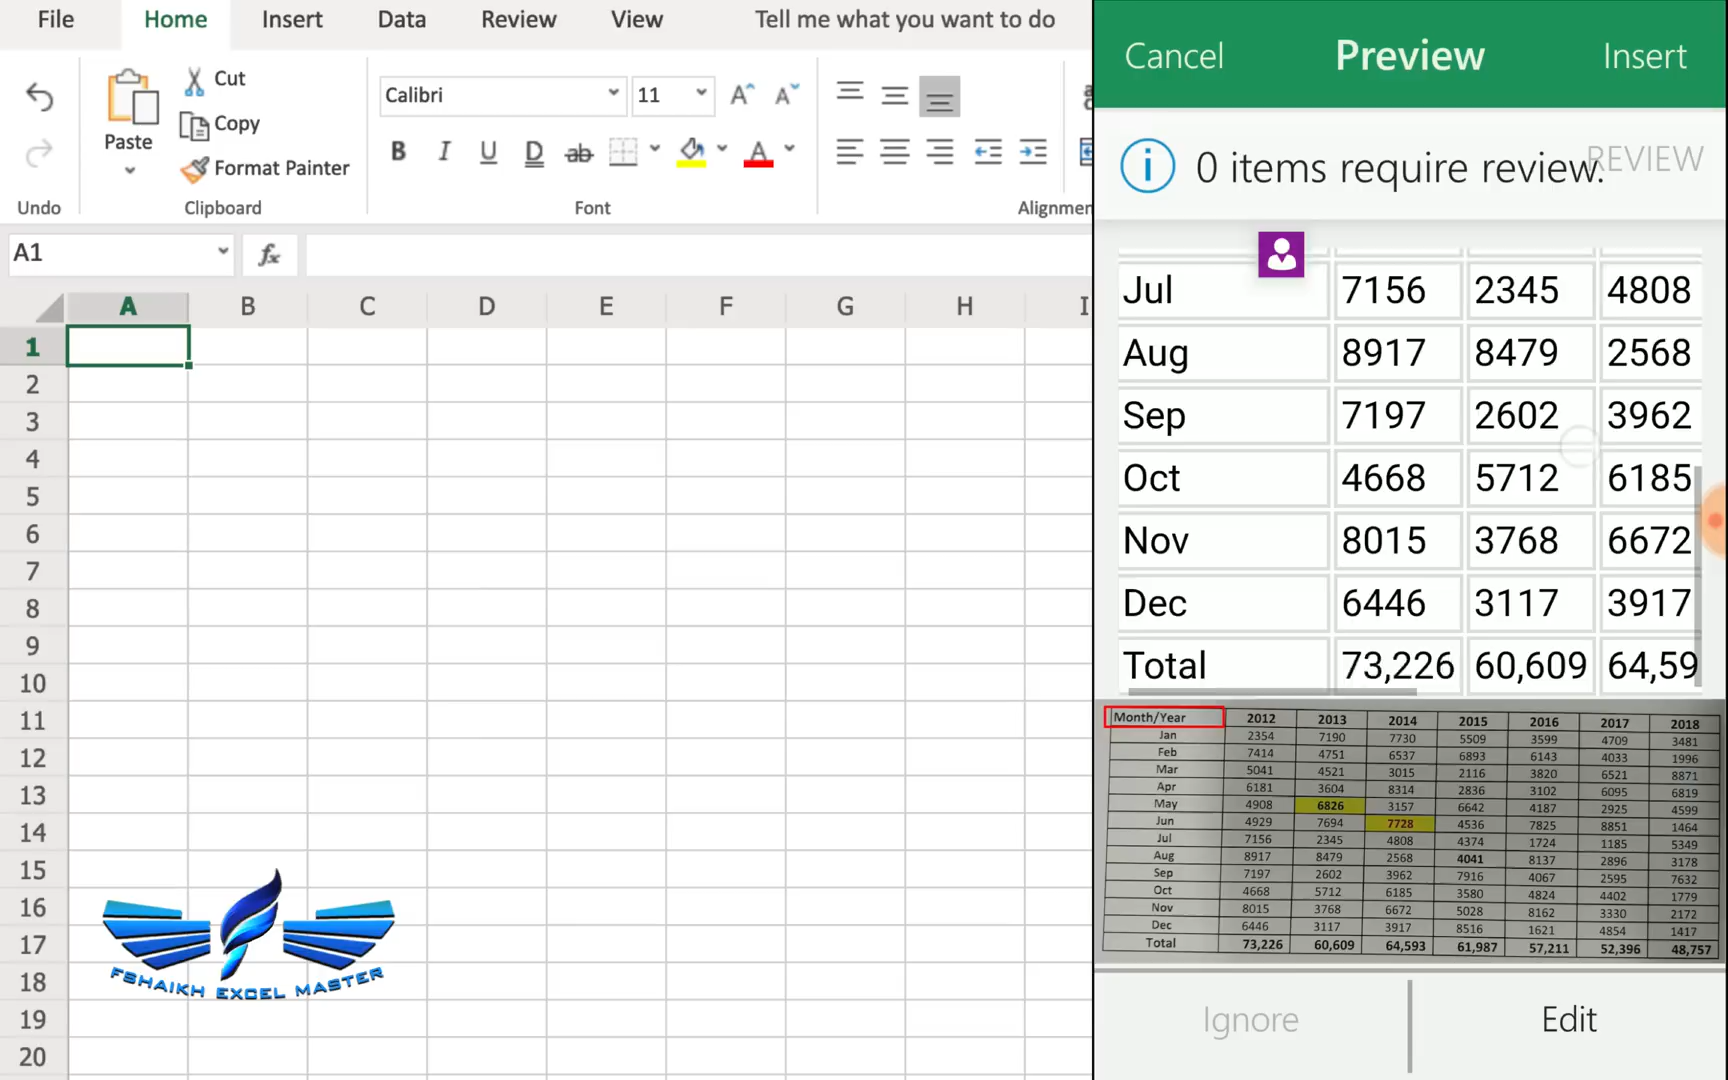 File Home Insert Data Review View Tell me what you want to do
Cut
Copy
Paste
Format Painter
Calibri 11
B I U D ab A
Undo Clipboard Font Alignmen
A1 fx
A B C D E F G H I
1
2
3
4
5
6
7
8
9
10
11
12
13
14
15
16
17
18
19
20
FSHAIKH EXCEL MASTER
Cancel Preview Insert
0 items require review. REVIEW
Jul 7156 2345 4808
Aug 8917 8479 2568
Sep 7197 2602 3962
Oct 4668 5712 6185
Nov 8015 3768 6672
Dec 6446 3117 3917
Total 73,226 60,609 64,59
Month/Year 2012 2013 2014 2015 2016 2017 2018
Jan 2354 7190 7730 5509 3599 4709 3481
Feb 7414 4751 6537 6893 6143 4033 1996
Mar 5041 4521 3015 2116 3820 6521 8871
Apr 6181 3604 8314 2836 3102 6095 6819
May 4908 6826 3157 6642 4187 2925 4599
Jun 4929 7694 7728 4536 7825 8851 1464
Jul 7156 2345 4808 4374 1724 1185 5349
Aug 8917 8479 2568 4041 8137 2896 3178
Sep 7197 2602 3962 7916 4067 2595 7632
Oct 4668 5712 6185 3580 4824 4402 1779
Nov 8015 3768 6672 5028 8162 3330 2172
Dec 6446 3117 3917 8516 1621 4854 1417
Total 73,226 60,609 64,593 61,987 57,211 52,396 48,757
Ignore Edit